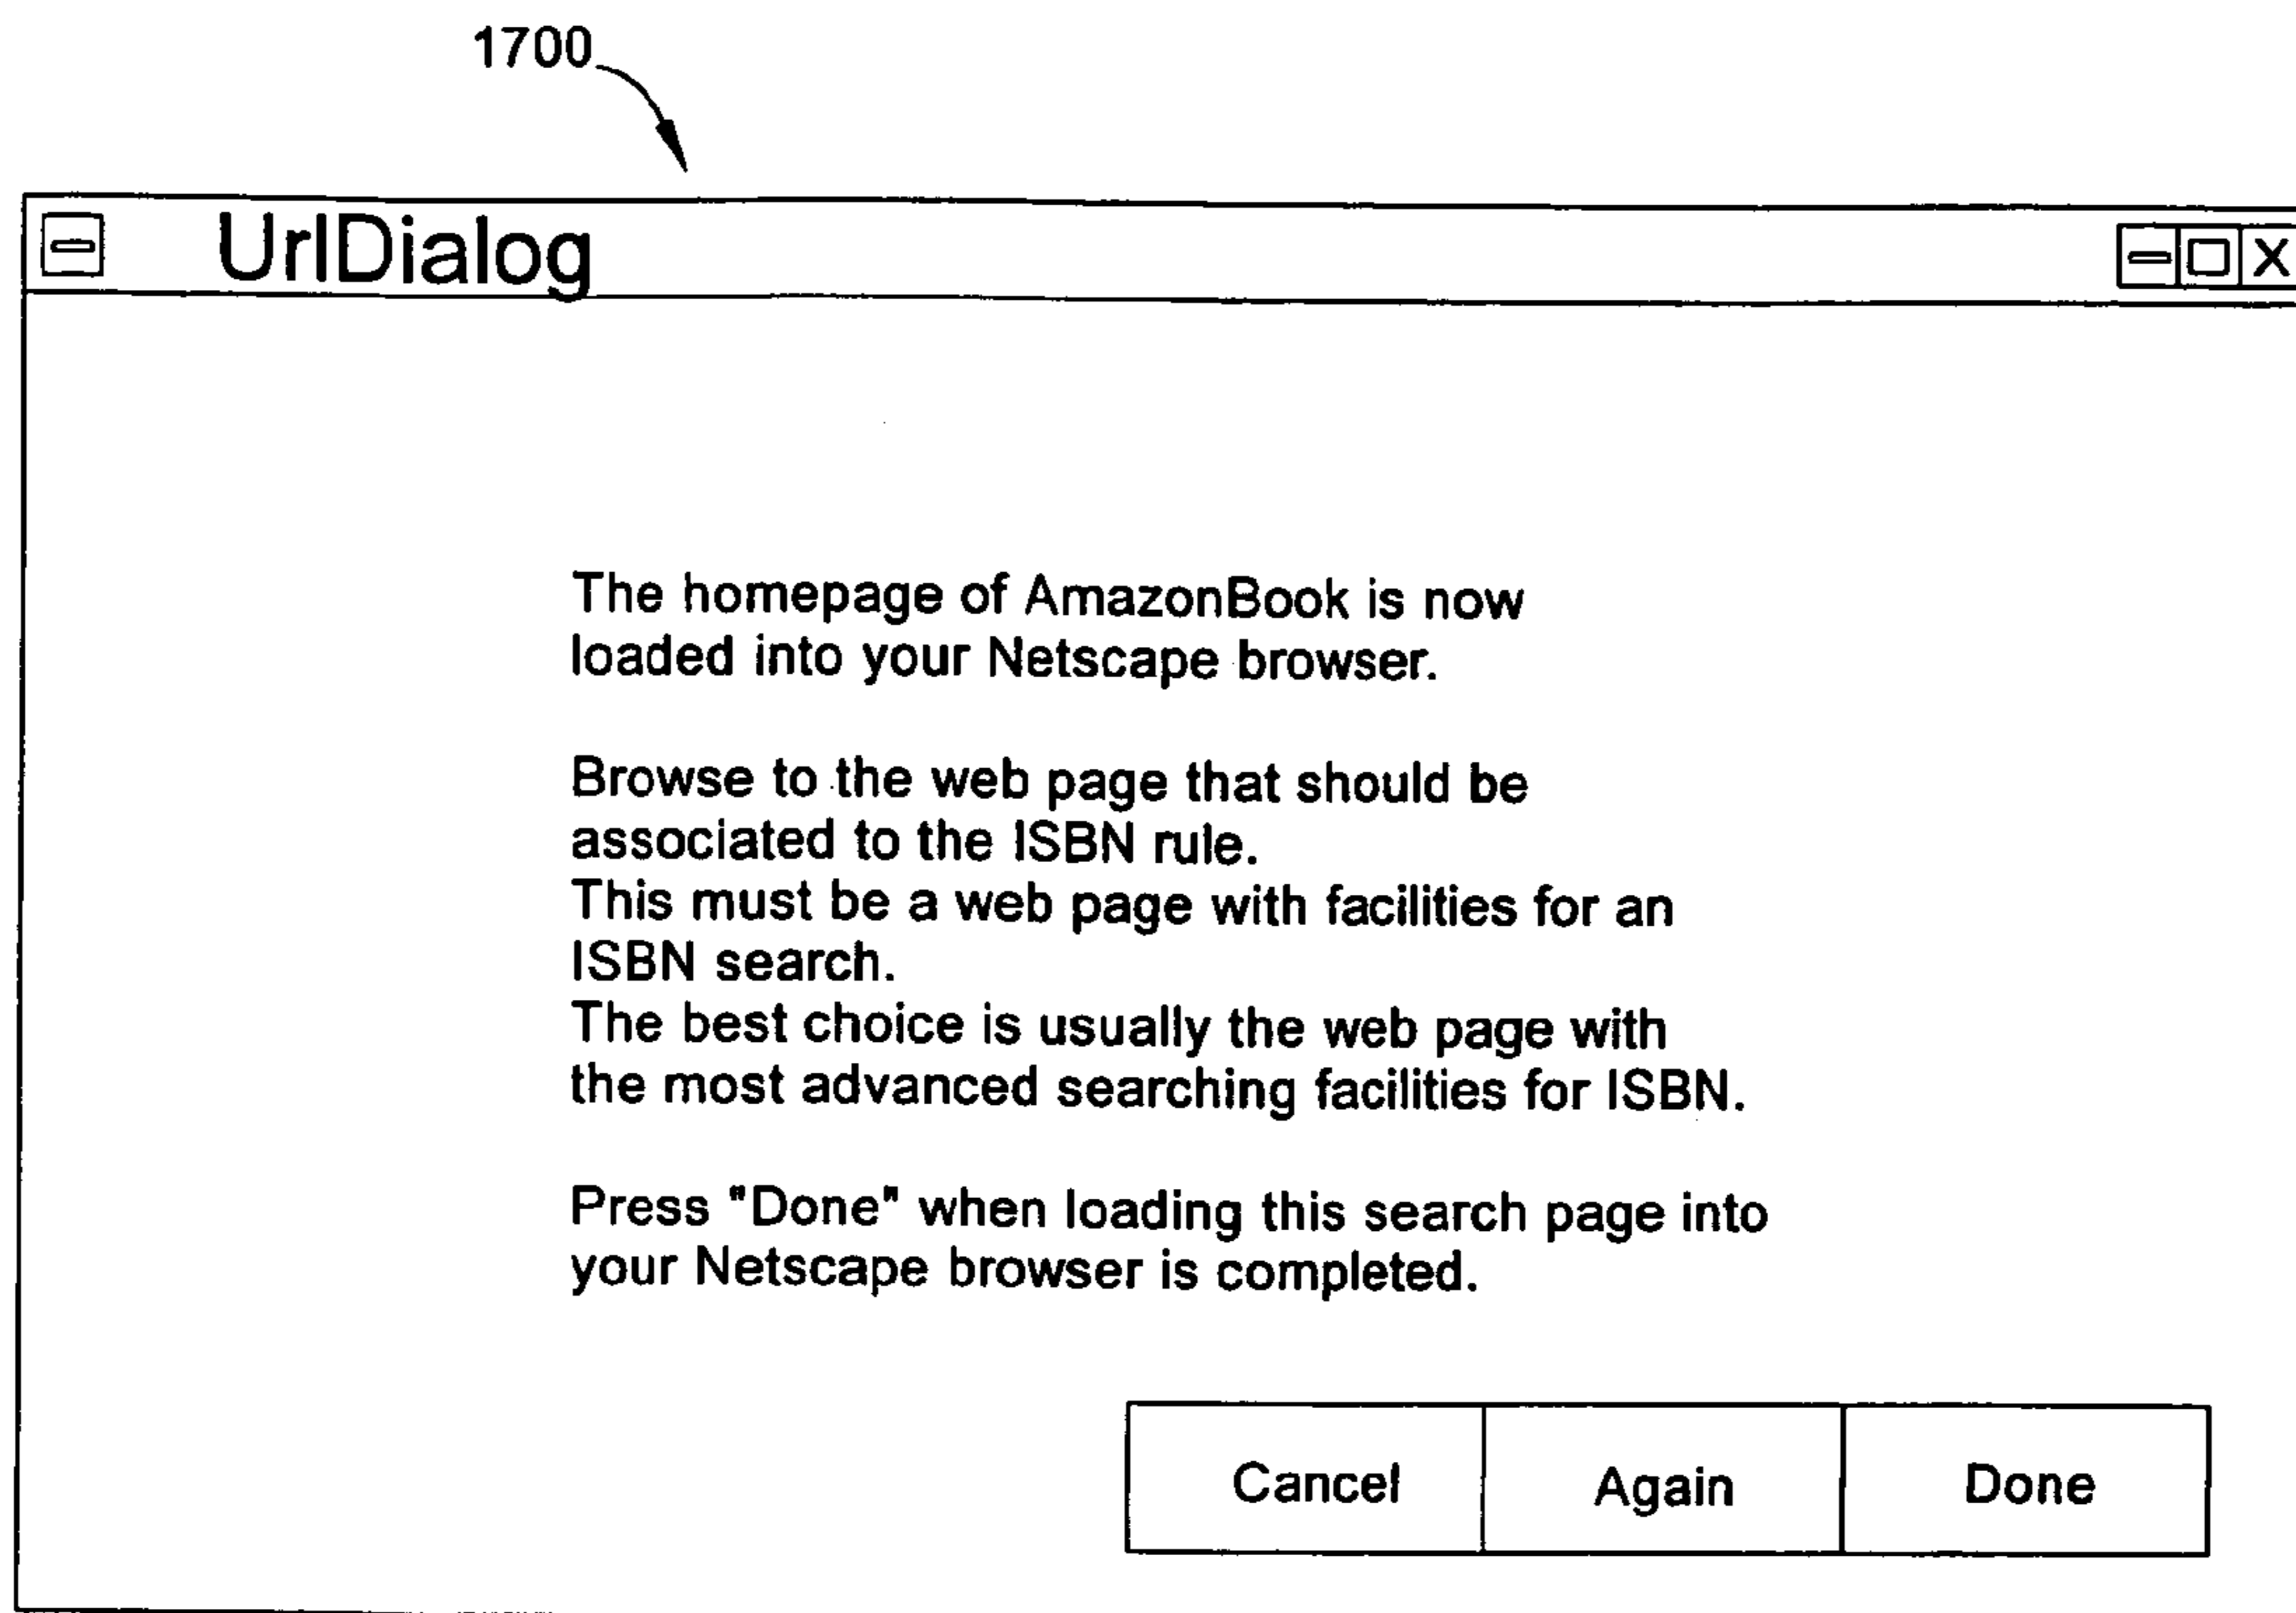 1700
UrlDialog
X
The homepage of AmazonBook is now
loaded into your Netscape browser.
Browse to the web page that should be
associated to the ISBN rule.
This must be a web page with facilities for an
ISBN search.
The best choice is usually the web page with
the most advanced searching facilities for ISBN.
Press "Done" when loading this search page into
your Netscape browser is completed.
Cancel Again Done